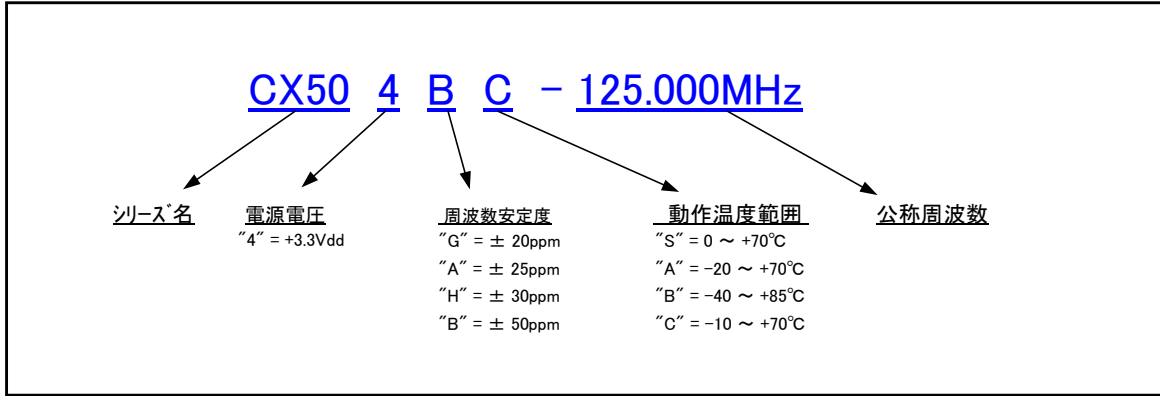 CX50 4 B C - 125.000MHz
シリーズ名 電源電圧 周波数安定度 動作温度範囲 公称周波数
"4" = +3.3Vdd "G" = ± 20ppm "S" = 0 ～ +70℃
"A" = ± 25ppm "A" = -20 ～ +70℃
"H" = ± 30ppm "B" = -40 ～ +85℃
"B" = ± 50ppm "C" = -10 ～ +70℃